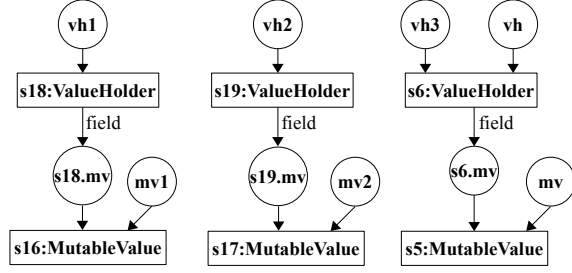 vh1
vh2
vh3
vh
s18:ValueHolder
s19:ValueHolder
s6:ValueHolder
field
field
field
s18.mv
mv1
s19.mv
mv2
s6.mv
mv
s16:MutableValue
s17:MutableValue
s5:MutableValue